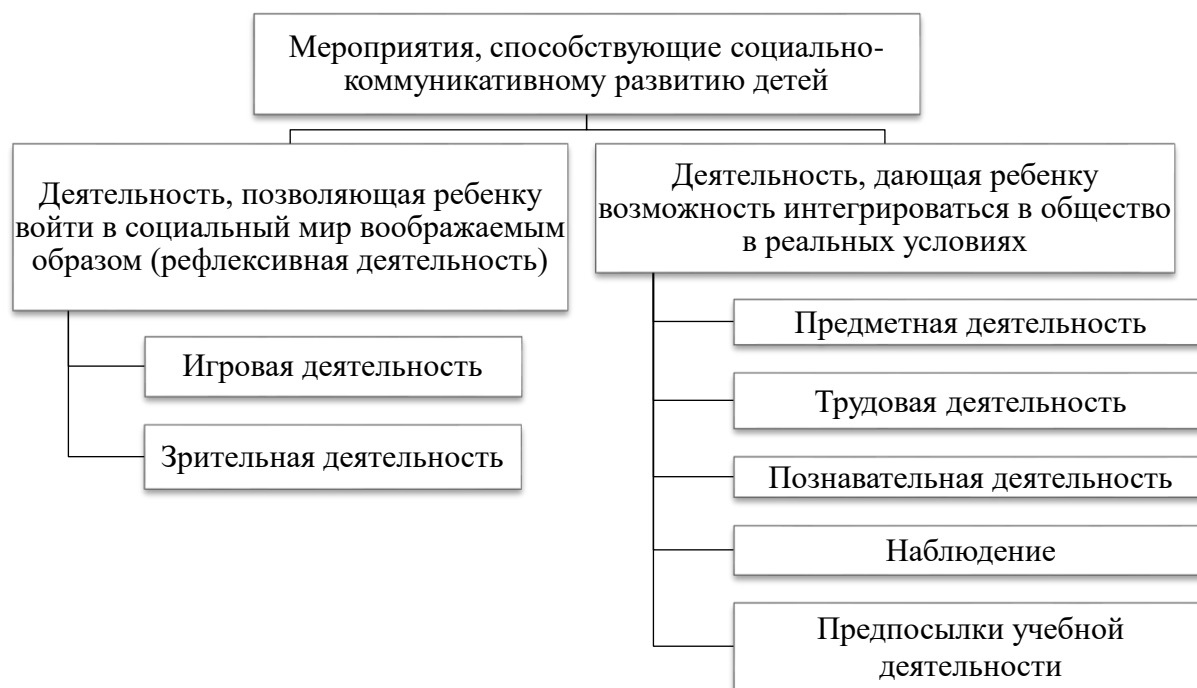 Мероприятия, способствующие социально-
коммуникативному развитию детей
Деятельность, позволяющая ребенку
войти в социальный мир воображаемым
образом (рефлексивная деятельность)
Игровая деятельность
Зрительная деятельность
Деятельность, дающая ребенку
возможность интегрироваться в общество
в реальных условиях
Предметная деятельность
Трудовая деятельность
Познавательная деятельность
Наблюдение
Предпосылки учебной
деятельности